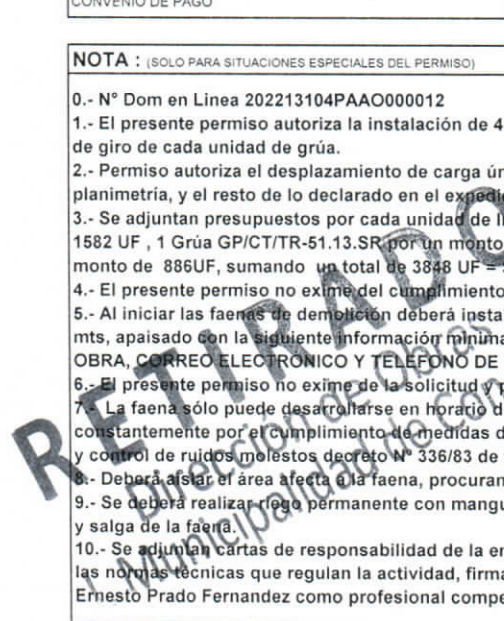 CONVENIO DE PAGO
NOTA : (SOLO PARA SITUACIONES ESPECIALES DEL PERMISO)
0.- N° Dom en Linea 202213104PAAO000012
1.- El presente permiso autoriza la instalación de 4
de giro de cada unidad de grúa.
2.- Permiso autoriza el desplazamiento de carga ún
planimetría, y el resto de lo declarado en el expedie
3.- Se adjuntan presupuestos por cada unidad de
1582 UF , 1 Grúa GP/CT/TR-51.13.SR por un monto
monto de 886UF, sumando un total de 3848 UF =
4.- El presente permiso no exime del cumplimiento
5.- Al iniciar las faenas de demolición deberá insta
mts, apaisado con la siguiente información mínima
OBRA, CORREO ELECTRÓNICO Y TELÉFONO DE
6.- El presente permiso no exime de la solicitud y p
7.- La faena sólo puede desarrollarse en horario d
constantemente por el cumplimiento de medidas d
y control de ruidos molestos decreto N° 336/83 de
8.- Deberá aislar el área afecta a la faena, procuran
9.- Se deberá realizar riego permanente con mangu
y salga de la faena.
10.- Se adjuntan cartas de responsabilidad de la e
las normas técnicas que regulan la actividad, firma
Ernesto Prado Fernandez como profesional compe
RETIRADO
Dirección de Obras
I. Municipalidad de Con